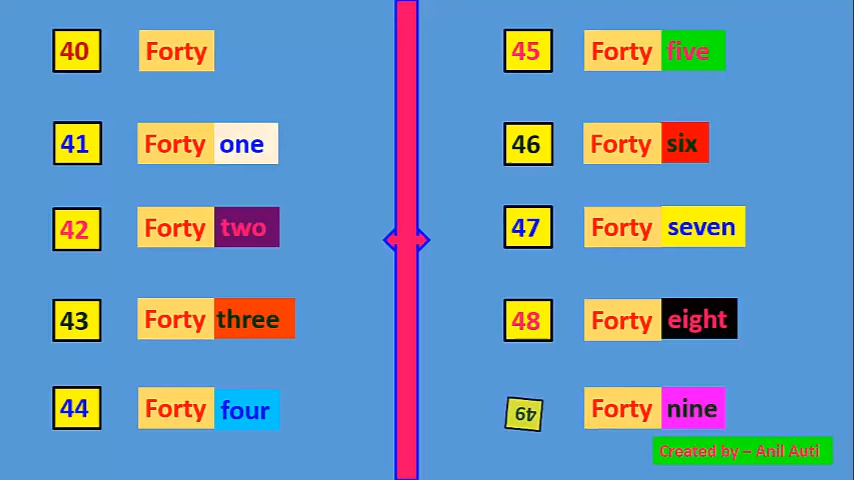 40 Forty
41 Forty one
42 Forty two
43 Forty three
44 Forty four
45 Forty five
46 Forty six
47 Forty seven
48 Forty eight
49 Forty nine
Created by – Anil Auti